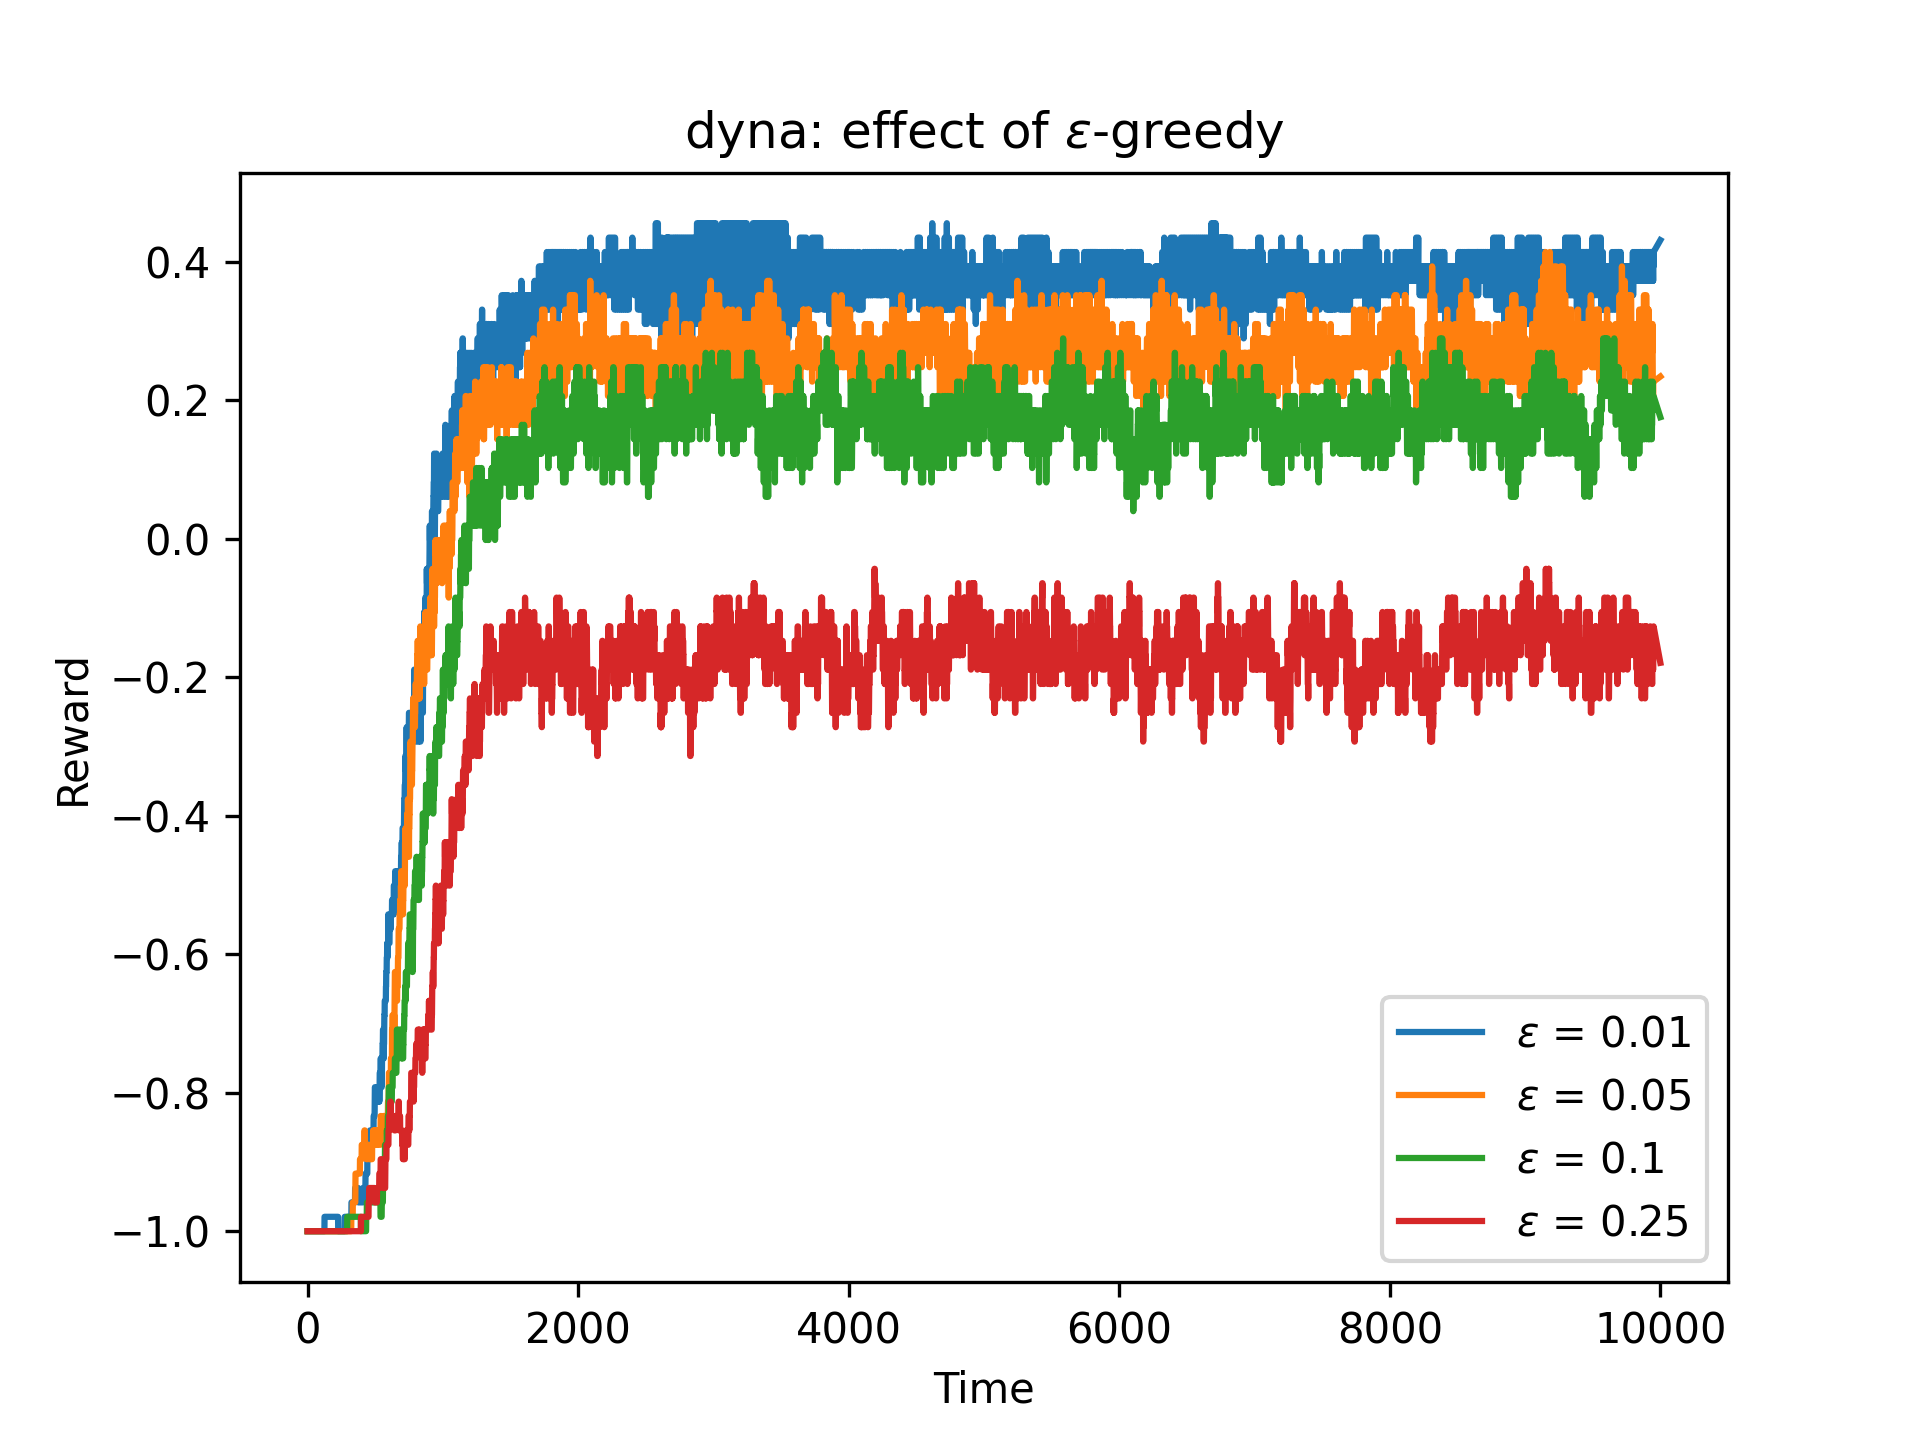 dyna: effect of ε-greedy
Reward
0.4
0.2
0.0
−0.2
−0.4
−0.6
−0.8
−1.0
0 2000 4000 6000 8000 10000
Time
ε = 0.01
ε = 0.05
ε = 0.1
ε = 0.25